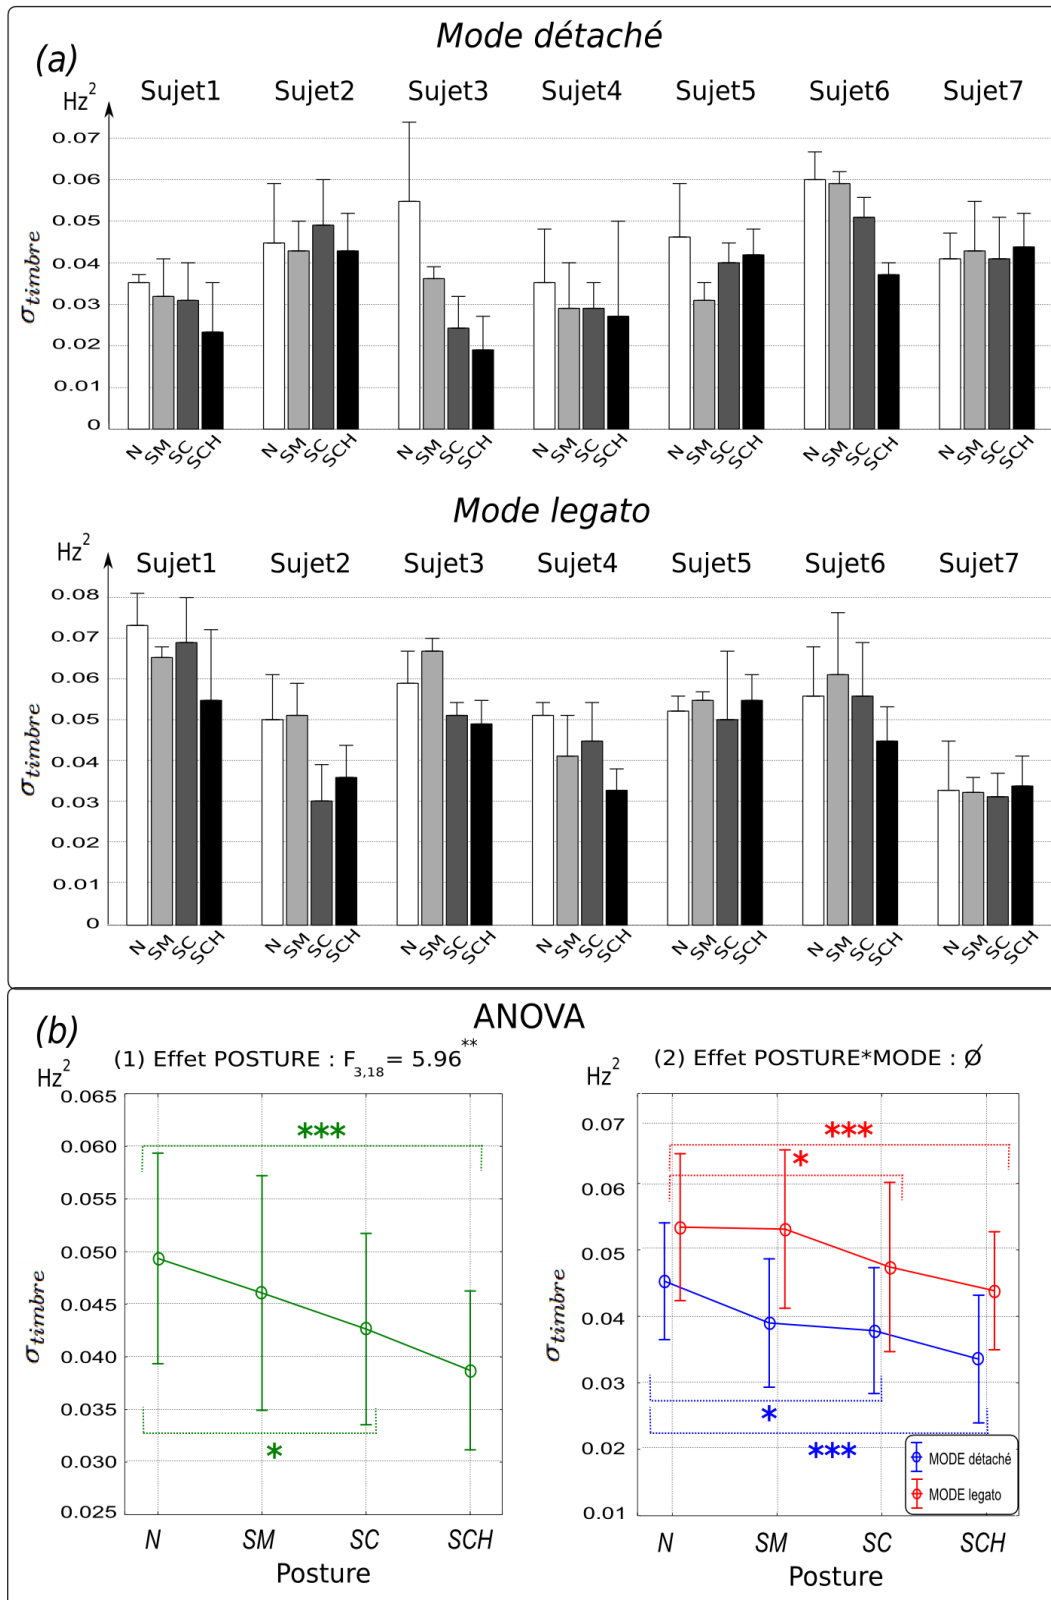 (a)
Mode détaché
Hz²
Sujet1 Sujet2 Sujet3 Sujet4 Sujet5 Sujet6 Sujet7
0.07
0.06
0.05
0.04
0.03
0.02
0.01
0
σtimbre
N SM SC SCH N SM SC SCH N SM SC SCH N SM SC SCH N SM SC SCH N SM SC SCH N SM SC SCH
Mode legato
Hz²
Sujet1 Sujet2 Sujet3 Sujet4 Sujet5 Sujet6 Sujet7
0.08
0.07
0.06
0.05
0.04
0.03
0.02
0.01
0
σtimbre
N SM SC SCH N SM SC SCH N SM SC SCH N SM SC SCH N SM SC SCH N SM SC SCH N SM SC SCH
(b)
ANOVA
(1) Effet POSTURE : F3,18= 5.96**
Hz²
0.065
0.060
0.055
0.050
0.045
0.040
0.035
0.030
0.025
σtimbre
***
*
N SM SC SCH
Posture
(2) Effet POSTURE*MODE : Ø
Hz²
0.07
0.06
0.05
0.04
0.03
0.02
0.01
σtimbre
***
*
*
***
MODE détaché
MODE legato
N SM SC SCH
Posture